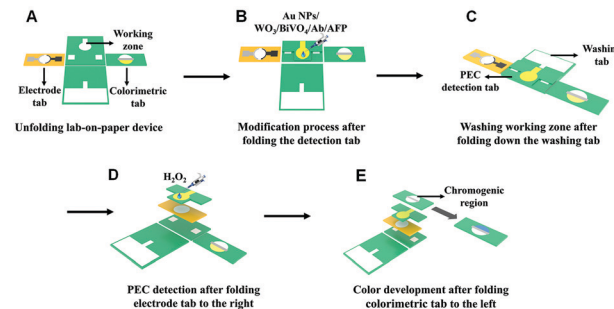 A
Working
zone
Electrode
tab
Colorimetric
tab
Unfolding lab-on-paper device
B
Au NPs/
WO3/BiVO4/Ab/AFP
Modification process after
folding the detection tab
C
Washing
tab
PEC
detection tab
Washing working zone after
folding down the washing tab
D
H2O2
PEC detection after folding
electrode tab to the right
E
Chromogenic
region
Color development after folding
colorimetric tab to the left